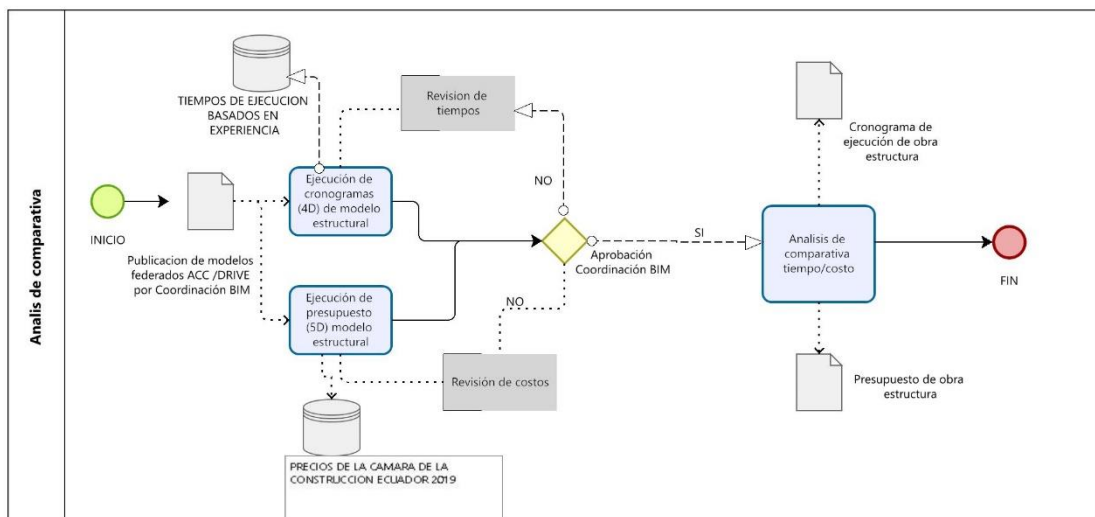 Analis de comparativa
TIEMPOS DE EJECUCION
BASADOS EN
EXPERIENCIA
Revision de
tiempos
Cronograma de
ejecución de obra
estructura
Ejecución de
cronogramas
(4D) de modelo
estructural
NO
INICIO
SI
Aprobación
Coordinación BIM
Analisis de
comparativa
tiempo/costo
FIN
Publicacion de modelos
federados ACC /DRIVE
por Coordinación BIM
NO
Ejecución de
presupuesto
(5D) modelo
estructural
Revisión de costos
Presupuesto de obra
estructura
PRECIOS DE LA CAMARA DE LA
CONSTRUCCION ECUADOR 2019